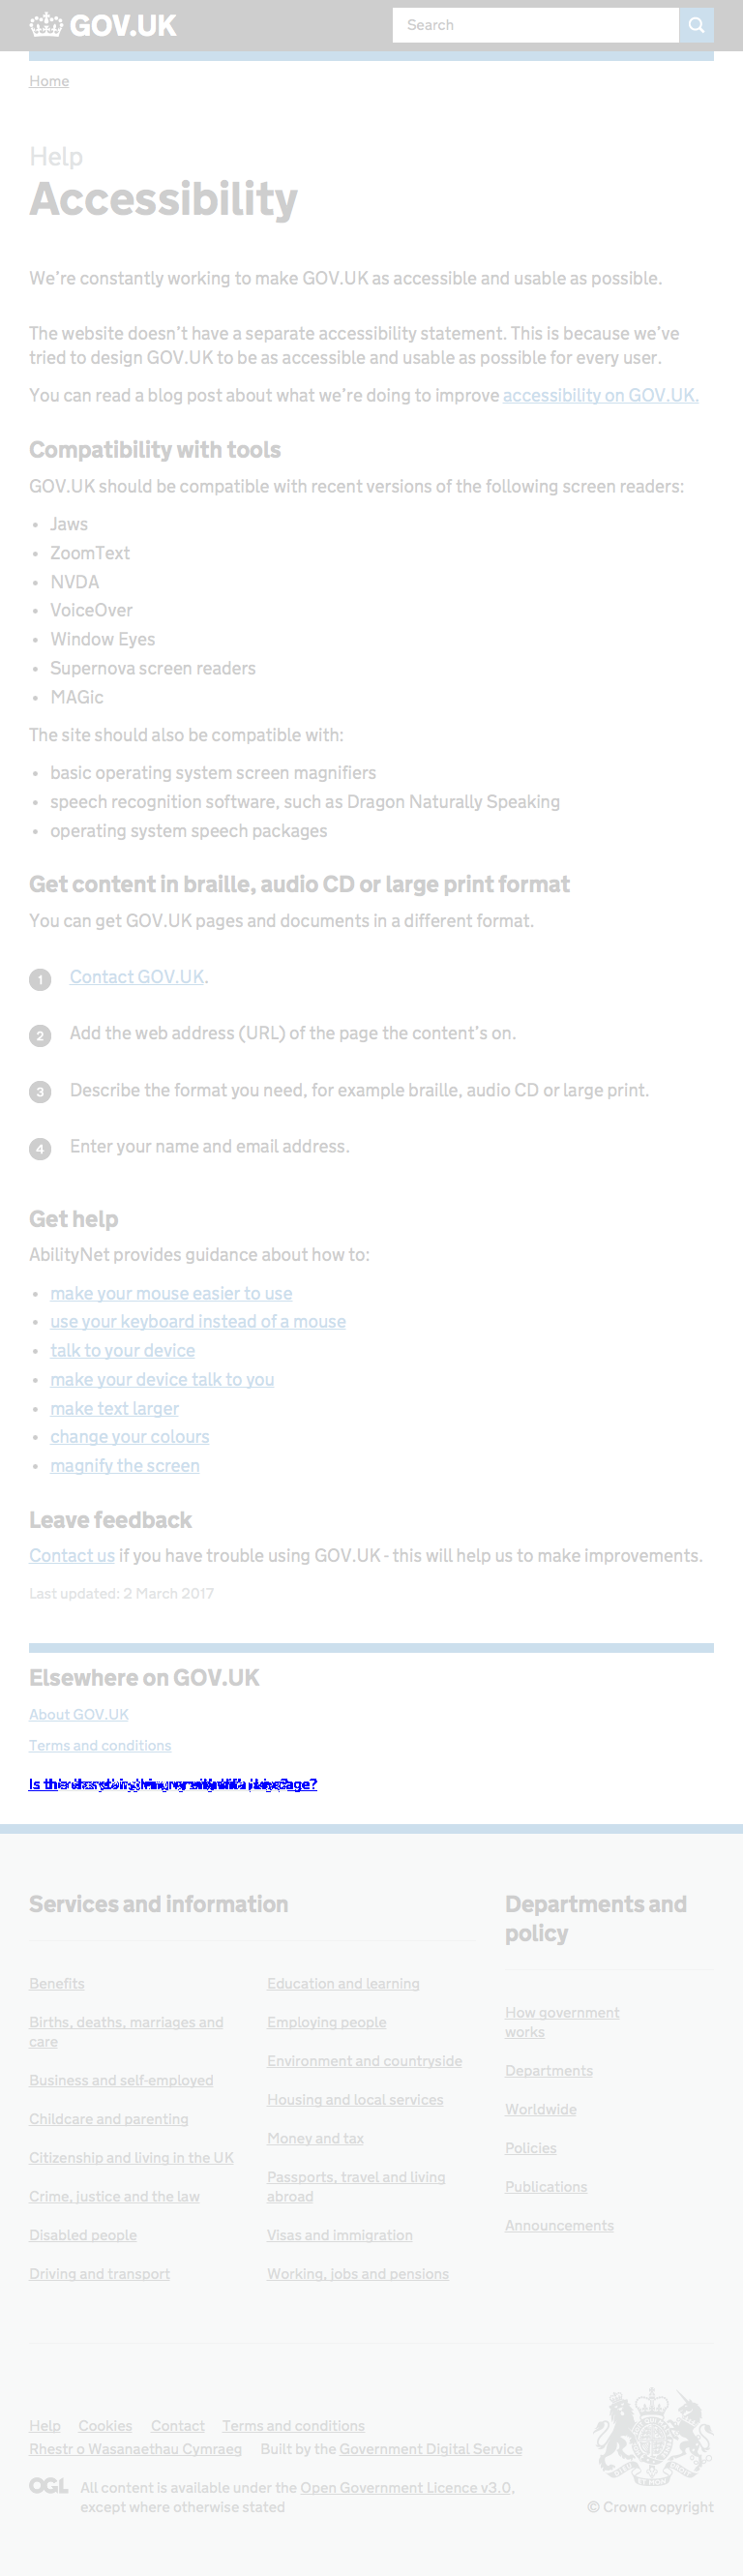 GOV.UK
Search
Home
Help
Accessibility
We’re constantly working to make GOV.UK as accessible and usable as possible.
The website doesn’t have a separate accessibility statement. This is because we’ve
tried to design GOV.UK to be as accessible and usable as possible for every user.
You can read a blog post about what we’re doing to improve accessibility on GOV.UK.
Compatibility with tools
GOV.UK should be compatible with recent versions of the following screen readers:
• Jaws
• ZoomText
• NVDA
• VoiceOver
• Window Eyes
• Supernova screen readers
• MAGic
The site should also be compatible with:
• basic operating system screen magnifiers
• speech recognition software, such as Dragon Naturally Speaking
• operating system speech packages
Get content in braille, audio CD or large print format
You can get GOV.UK pages and documents in a different format.
1 Contact GOV.UK.
2 Add the web address (URL) of the page the content’s on.
3 Describe the format you need, for example braille, audio CD or large print.
4 Enter your name and email address.
Get help
AbilityNet provides guidance about how to:
• make your mouse easier to use
• use your keyboard instead of a mouse
• talk to your device
• make your device talk to you
• make text larger
• change your colours
• magnify the screen
Leave feedback
Contact us if you have trouble using GOV.UK - this will help us to make improvements.
Last updated: 2 March 2017
Elsewhere on GOV.UK
About GOV.UK
Terms and conditions
Services and information
Benefits
Births, deaths, marriages and
care
Business and self-employed
Childcare and parenting
Citizenship and living in the UK
Crime, justice and the law
Disabled people
Driving and transport
Education and learning
Employing people
Environment and countryside
Housing and local services
Money and tax
Passports, travel and living
abroad
Visas and immigration
Working, jobs and pensions
Departments and
policy
How government
works
Departments
Worldwide
Policies
Publications
Announcements
Help Cookies Contact Terms and conditions
Rhestr o Wasanaethau Cymraeg Built by the Government Digital Service
OGL All content is available under the Open Government Licence v3.0,
except where otherwise stated
© Crown copyright